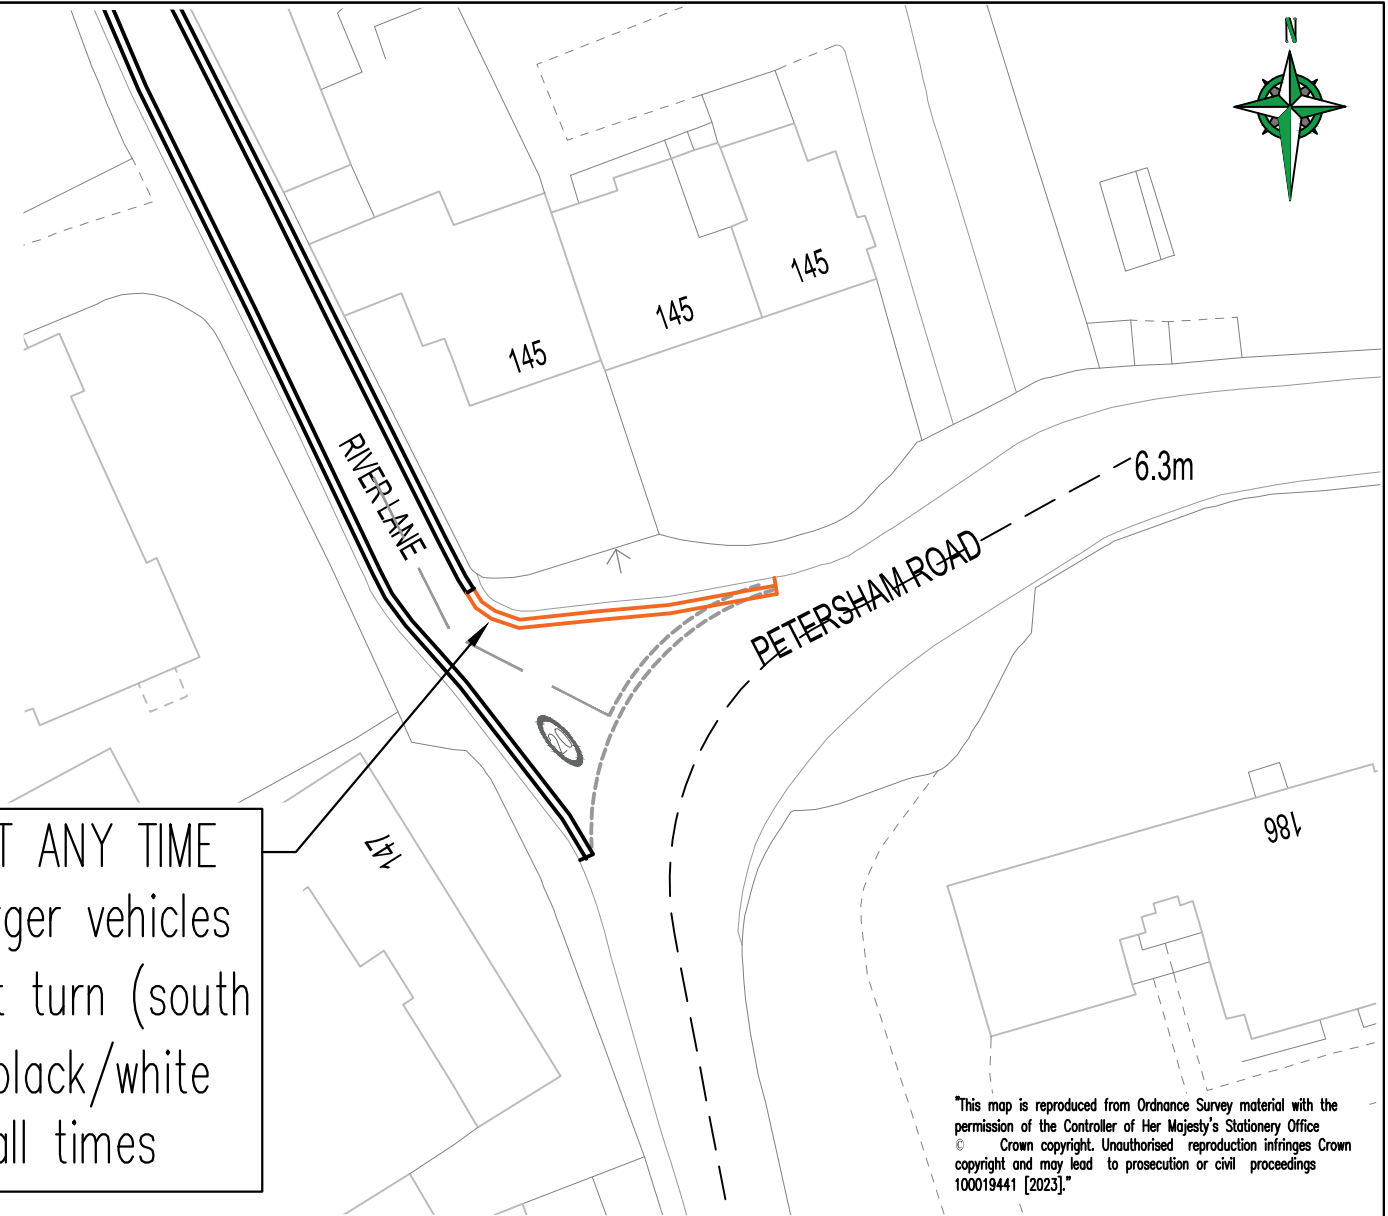 N
145
145
145
RIVER LANE
6.3m
PETERSHAM ROAD
147
186
ANY TIME
vehicles
turn (south
black/white
all times
"This map is reproduced from Ordnance Survey material with the
permission of the Controller of Her Majesty's Stationery Office
© Crown copyright. Unauthorised reproduction infringes Crown
copyright and may lead to prosecution or civil proceedings
100019441 [2023]."